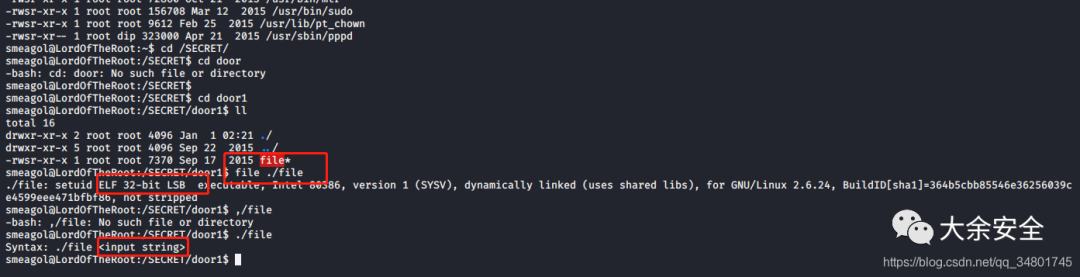 -rwsr-xr-x 1 root root 156708 Mar 12  2015 /usr/bin/sudo
-rwsr-xr-x 1 root root 9612 Feb 25  2015 /usr/lib/pt_chown
-rwsr-xr-- 1 root dip 323000 Apr 21  2015 /usr/sbin/pppd
smeagol@LordOfTheRoot:~$ cd /SECRET/
smeagol@LordOfTheRoot:/SECRET$ cd door
-bash: cd: door: No such file or directory
smeagol@LordOfTheRoot:/SECRET$
smeagol@LordOfTheRoot:/SECRET$ cd door1
smeagol@LordOfTheRoot:/SECRET/door1$ ll
total 16
drwxr-xr-x 2 root root 4096 Jan  1 02:21 ./
drwxr-xr-x 5 root root 4096 Sep 22  2015 ../
-rwsr-xr-x 1 root root 7370 Sep 17  2015 file*
smeagol@LordOfTheRoot:/SECRET/door1$ file ./file
./file: setuid ELF 32-bit LSB  executable, Intel 80386, version 1 (SYSV), dynamically linked (uses shared libs), for GNU/Linux 2.6.24, BuildID[sha1]=364b5cbb85546e36256039c
e4599eee471bfbf86, not stripped
smeagol@LordOfTheRoot:/SECRET/door1$ ,/file
-bash: ,/file: No such file or directory
smeagol@LordOfTheRoot:/SECRET/door1$ ./file
Syntax: ./file <input string>
smeagol@LordOfTheRoot:/SECRET/door1$
大余安全
https://blog.csdn.net/qq_34801745